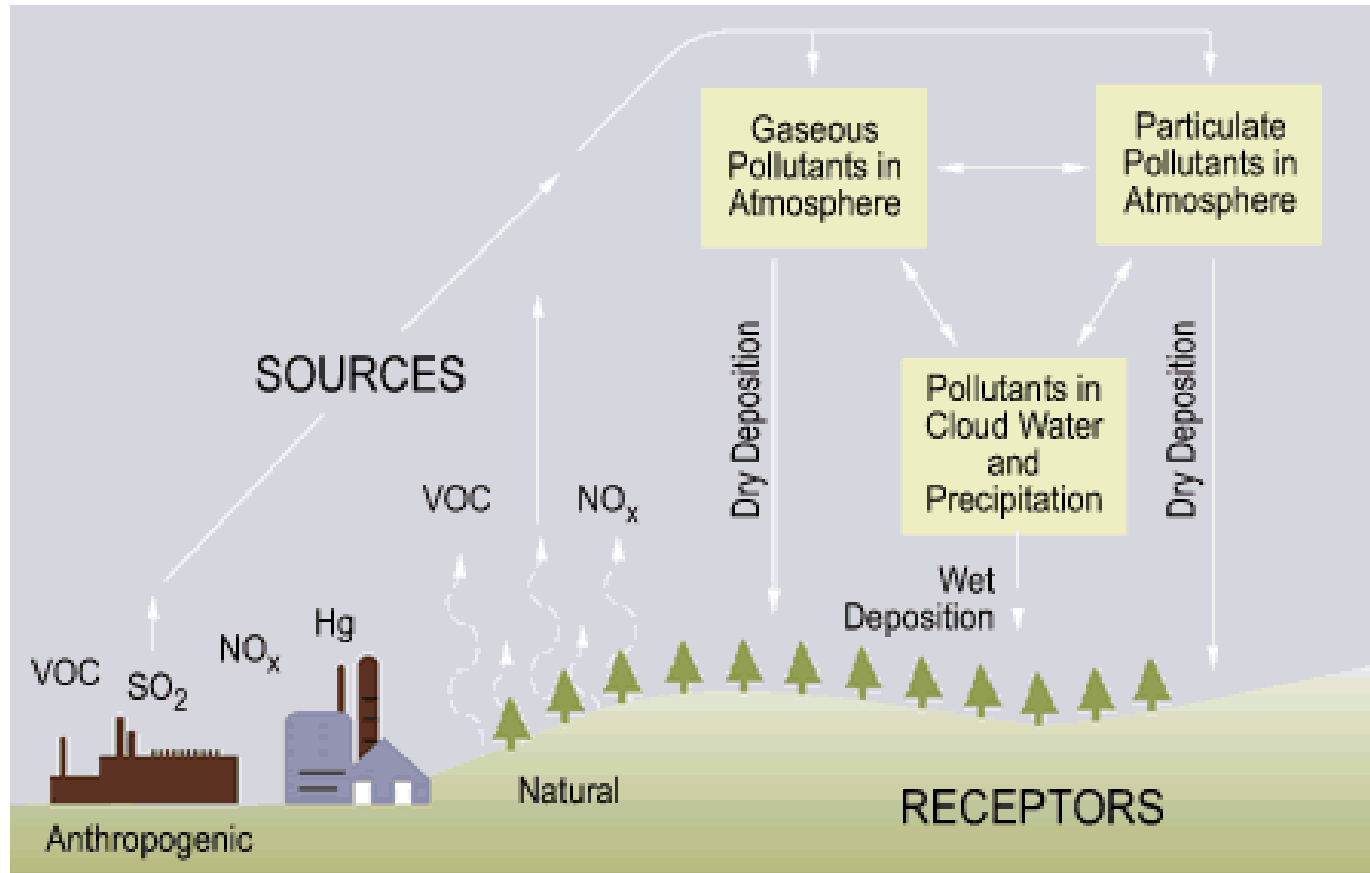 Gaseous
Pollutants in
Atmosphere
Particulate
Pollutants in
Atmosphere
SOURCES
Dry Deposition
Dry Deposition
Pollutants in
Cloud Water
and
Precipitation
VOC
NOx
Wet
Deposition
VOC
SO2
NOx
Hg
Natural
RECEPTORS
Anthropogenic